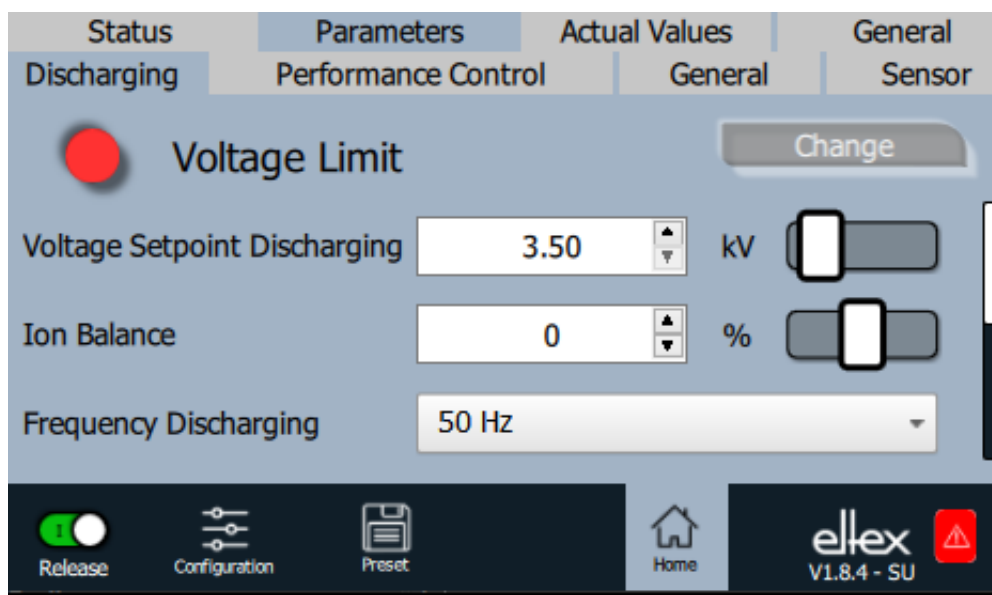 Status Parameters Actual Values General
Discharging Performance Control General Sensor
Voltage Limit Change
Voltage Setpoint Discharging 3.50 kV
Ion Balance 0 %
Frequency Discharging 50 Hz
I
Release Configuration Preset Home eltex
V1.8.4 - SU